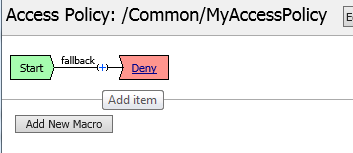 Access Policy: /Common/MyAccessPolicy
Start
fallback
Deny
Add item
Add New Macro